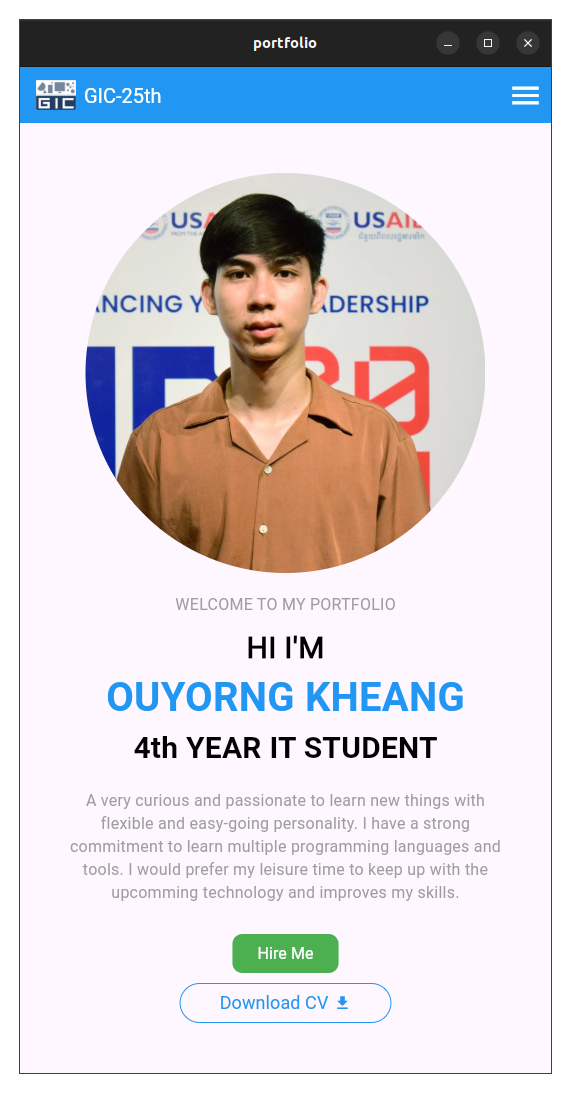 portfolio
GIC
GIC-25th
USAI
USAID
ANCING Y ADERSHIP
WELCOME TO MY PORTFOLIO
HI I'M
OUYORNG KHEANG
4th YEAR IT STUDENT
A very curious and passionate to learn new things with
flexible and easy-going personality. I have a strong
commitment to learn multiple programming languages and
tools. I would prefer my leisure time to keep up with the
upcomming technology and improves my skills.
Hire Me
Download CV